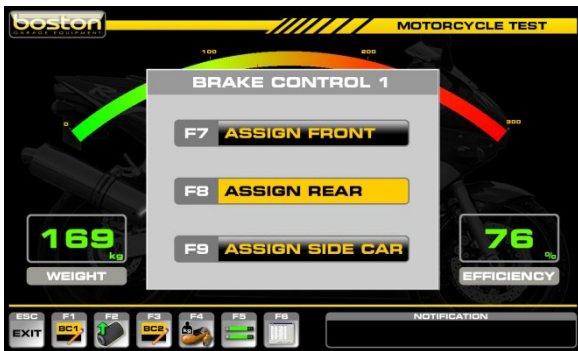 boston
GARAGE EQUIPMENT
MOTORCYCLE TEST
0
100
200
300
BRAKE CONTROL 1
F7 ASSIGN FRONT
F8 ASSIGN REAR
F9 ASSIGN SIDE CAR
169 kg
WEIGHT
76 %
EFFICIENCY
ESC F1 F2 F3 F4 F5 F6 NOTIFICATION
EXIT BC1 BC2 kg